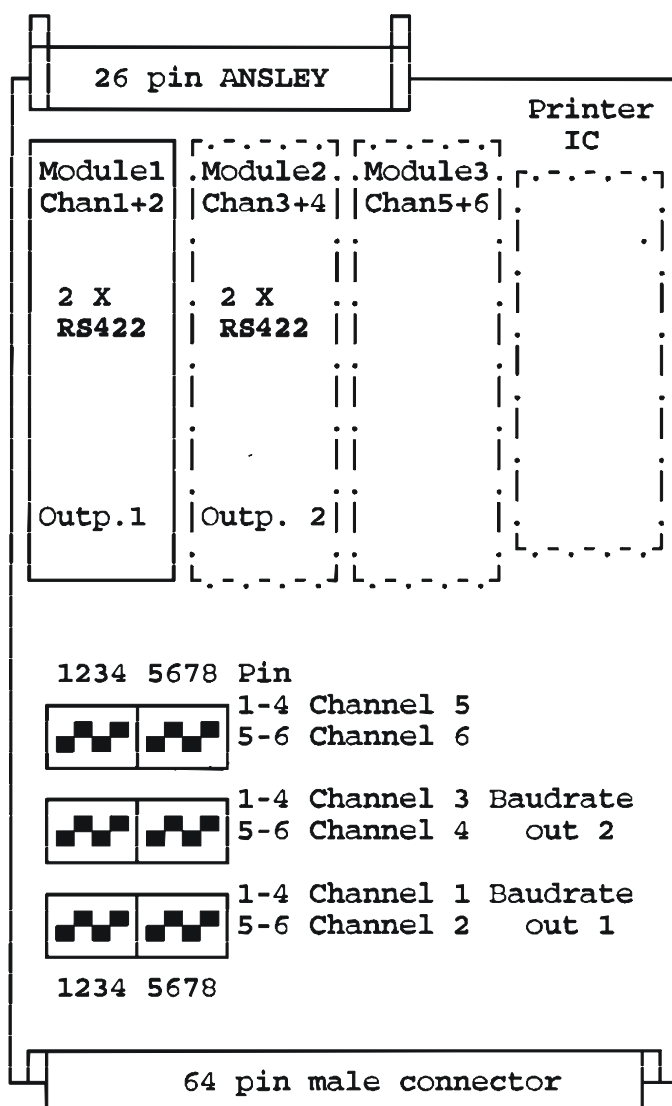 26 pin ANSLEY
Printer
IC
Module1 Module2 Module3
Chan1+2 Chan3+4 Chan5+6
2 X 2 X
RS422 RS422
Outp.1 Outp. 2
1234 5678 Pin
1-4 Channel 5
5-6 Channel 6
1-4 Channel 3 Baudrate
5-6 Channel 4 out 2
1-4 Channel 1 Baudrate
5-6 Channel 2 out 1
1234 5678
64 pin male connector